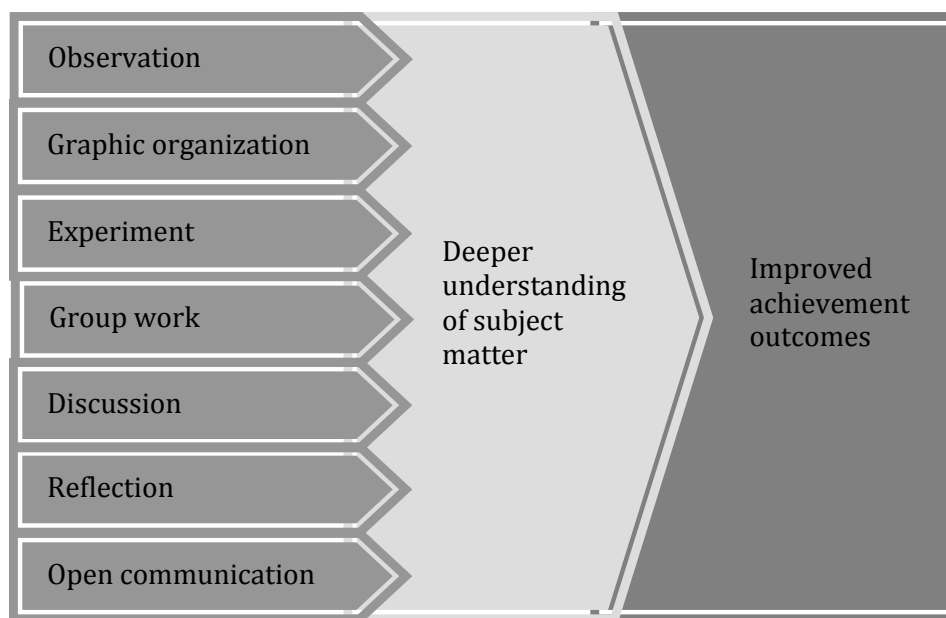 Observation
Graphic organization
Experiment
Group work
Discussion
Reflection
Open communication
Deeper
understanding
of subject
matter
Improved
achievement
outcomes